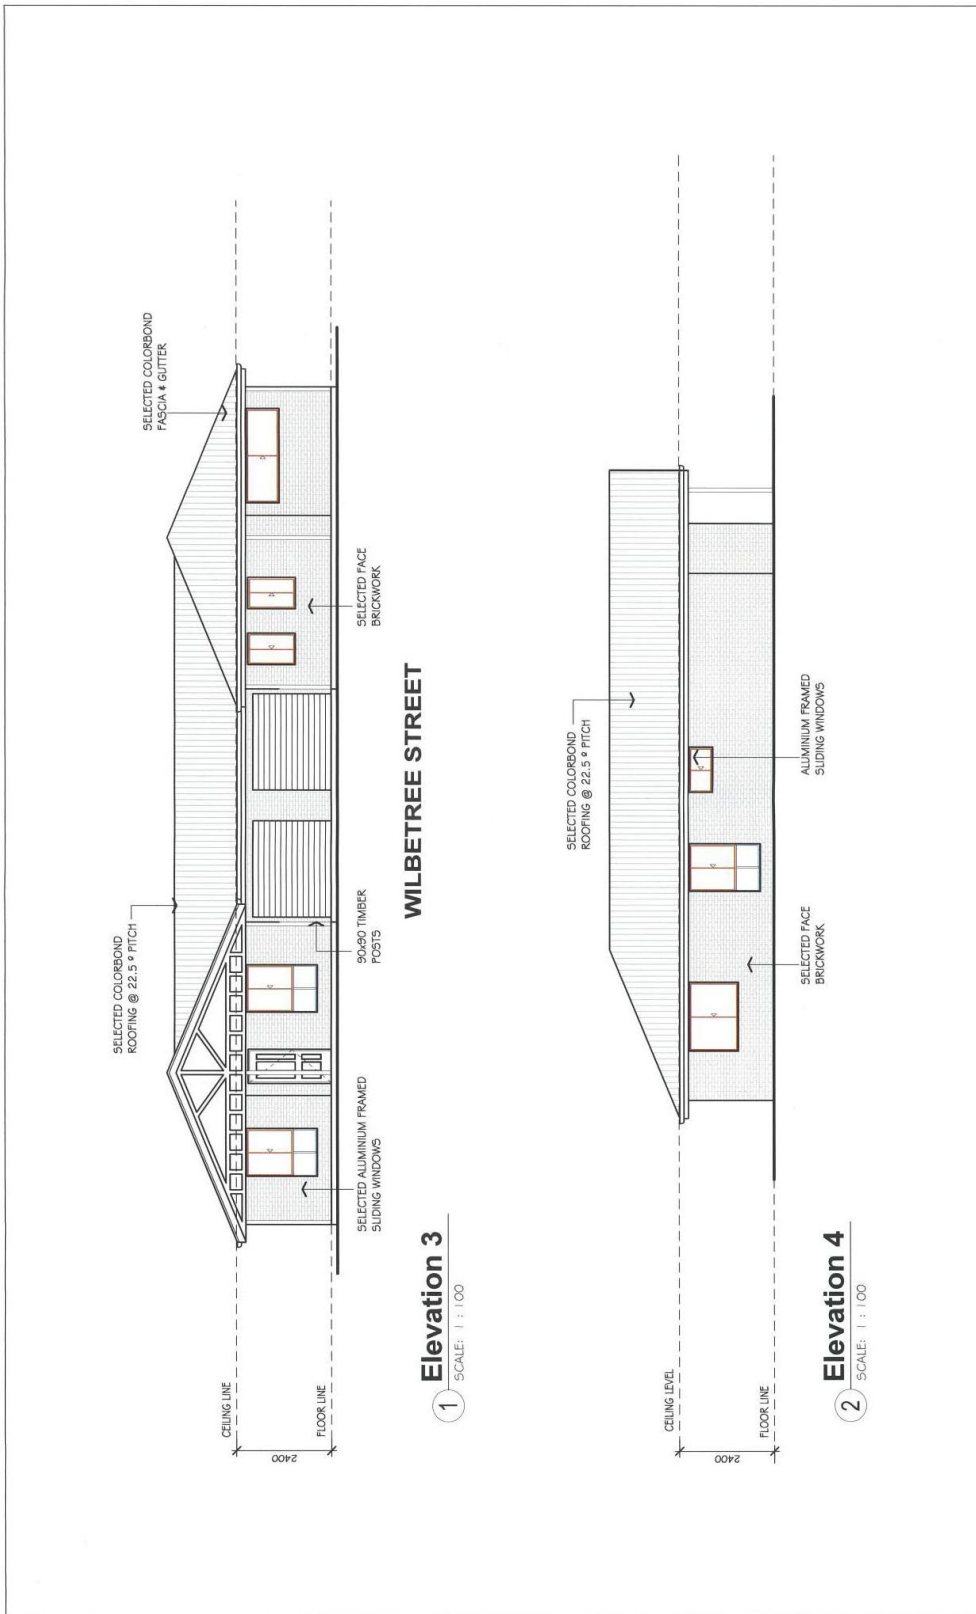 SELECTED COLORBOND
ROOFING @ 22.5 º PITCH
SELECTED COLORBOND
FASCIA & GUTTER
CEILING LINE
2400
FLOOR LINE
SELECTED ALUMINIUM FRAMED
SLIDING WINDOWS
90x90 TIMBER
POSTS
SELECTED FACE
BRICKWORK
WILBETREE STREET
1
Elevation 3
SCALE: 1 : 100
SELECTED COLORBOND
ROOFING @ 22.5 º PITCH
CEILING LEVEL
2400
FLOOR LINE
SELECTED FACE
BRICKWORK
ALUMINIUM FRAMED
SLIDING WINDOWS
2
Elevation 4
SCALE: 1 : 100